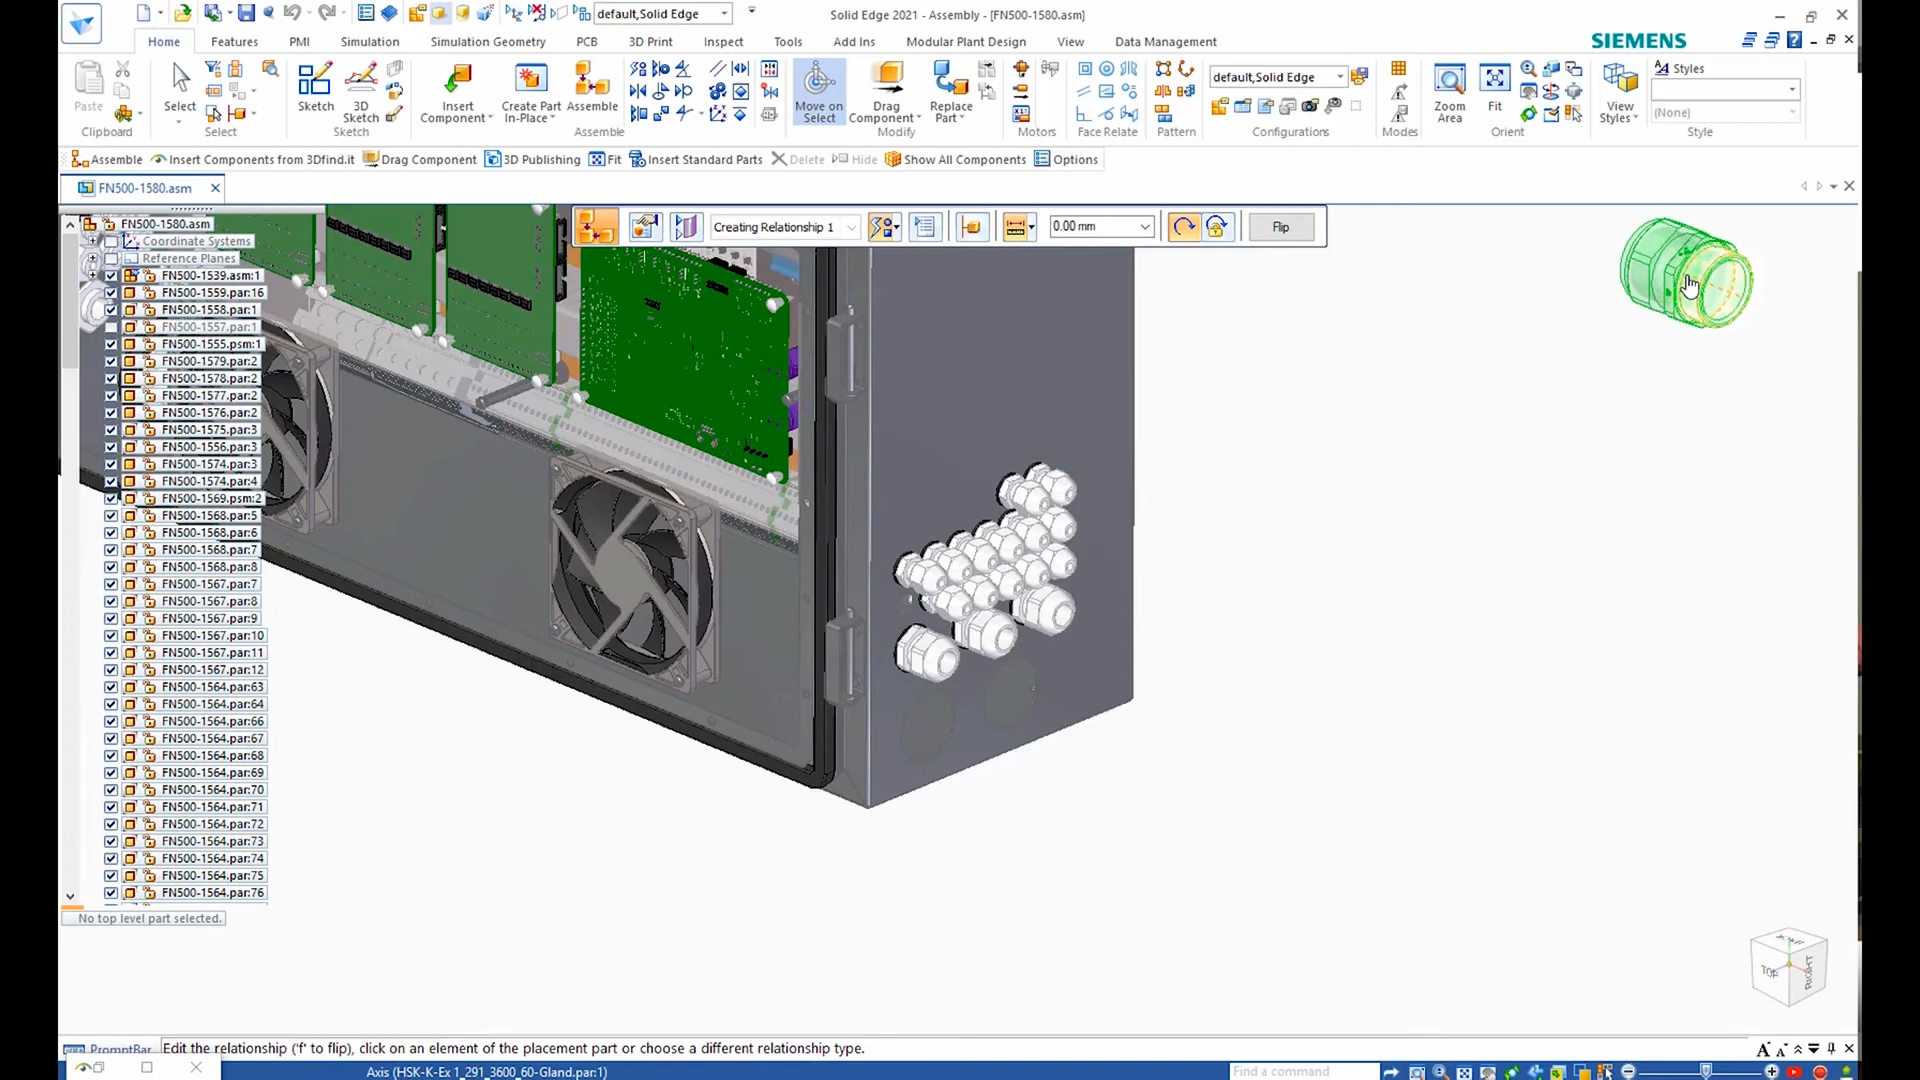 default,Solid Edge
Solid Edge 2021 - Assembly - [FN500-1580.asm]
Home
Features
PMI
Simulation
Simulation Geometry
PCB
3D Print
Inspect
Tools
Add Ins
Modular Plant Design
View
Data Management
SIEMENS
Paste
Clipboard
Select
Select
Sketch
3D Sketch
Sketch
Insert Component
Create Part In-Place
Assemble
Assemble
Move on Select
Drag Component
Replace Part
Modify
Motors
Face Relate
Pattern
default,Solid Edge
Configurations
Modes
Zoom Area
Fit
Orient
View Styles
Styles
(None)
Style
Assemble
Insert Components from 3Dfind.it
Drag Component
3D Publishing
Fit
Insert Standard Parts
Delete
Hide
Show All Components
Options
FN500-1580.asm
Creating Relationship 1
0.00 mm
Flip
FN500-1580.asm
Coordinate Systems
Reference Planes
FN500-1539.asm:1
FN500-1559.par:16
FN500-1558.par:1
FN500-1557.par:1
FN500-1555.psm:1
FN500-1579.par:2
FN500-1578.par:2
FN500-1577.par:2
FN500-1576.par:2
FN500-1575.par:3
FN500-1556.par:3
FN500-1574.par:3
FN500-1574.par:4
FN500-1569.psm:2
FN500-1568.par:5
FN500-1568.par:6
FN500-1568.par:7
FN500-1568.par:8
FN500-1567.par:7
FN500-1567.par:8
FN500-1567.par:9
FN500-1567.par:10
FN500-1567.par:11
FN500-1567.par:12
FN500-1564.par:63
FN500-1564.par:64
FN500-1564.par:66
FN500-1564.par:67
FN500-1564.par:68
FN500-1564.par:69
FN500-1564.par:70
FN500-1564.par:71
FN500-1564.par:72
FN500-1564.par:73
FN500-1564.par:74
FN500-1564.par:75
FN500-1564.par:76
No top level part selected.
TOP
RIGHT
PromptBar
Edit the relationship ('f' to flip), click on an element of the placement part or choose a different relationship type.
Axis (HSK-K-Ex 1_291_3600_60-Gland.par:1)
Find a command